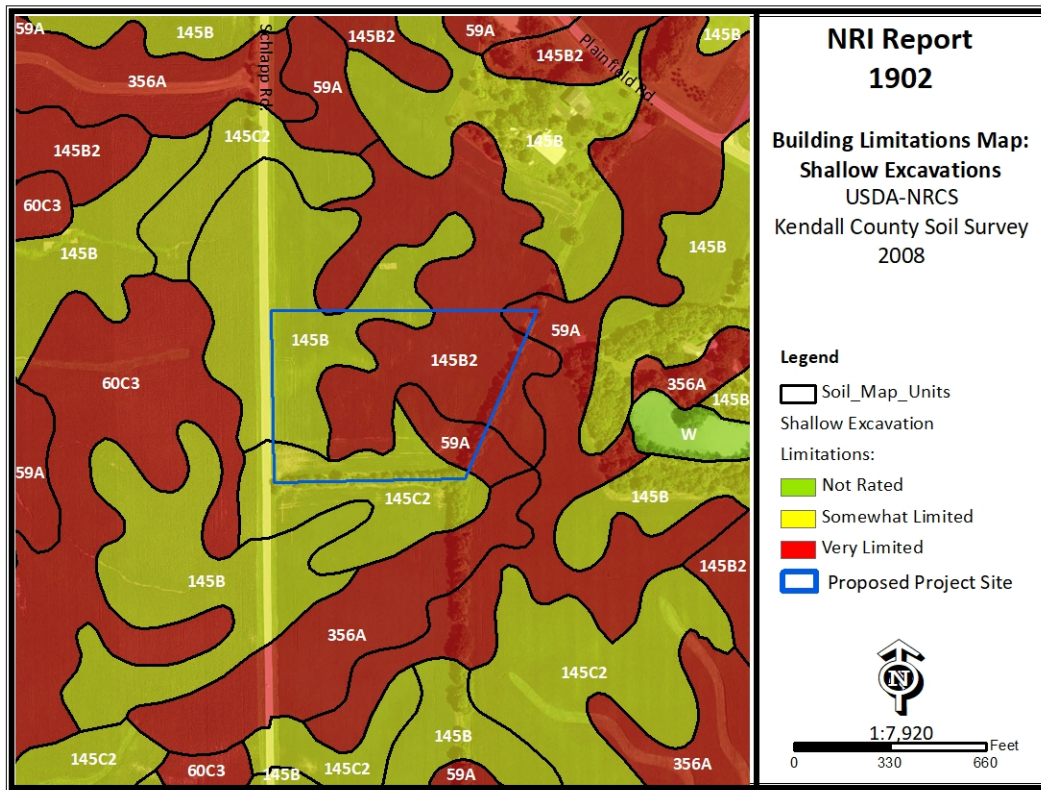 59A
145B
145B2
59A
145B
Schlapp Rd.
356A
59A
145B2
Plainfield Rd.
145C2
145B
145B2
60C3
145B
145B
59A
145B
145B2
60C3
356A
145B
W
59A
59A
145C2
145B
145B2
145B
356A
145C2
145B
145C2
60C3
145B
145C2
59A
356A
NRI Report
1902
Building Limitations Map:
Shallow Excavations
USDA-NRCS
Kendall County Soil Survey
2008
Legend
Soil_Map_Units
Shallow Excavation
Limitations:
Not Rated
Somewhat Limited
Very Limited
Proposed Project Site
N
1:7,920
Feet
0 330 660